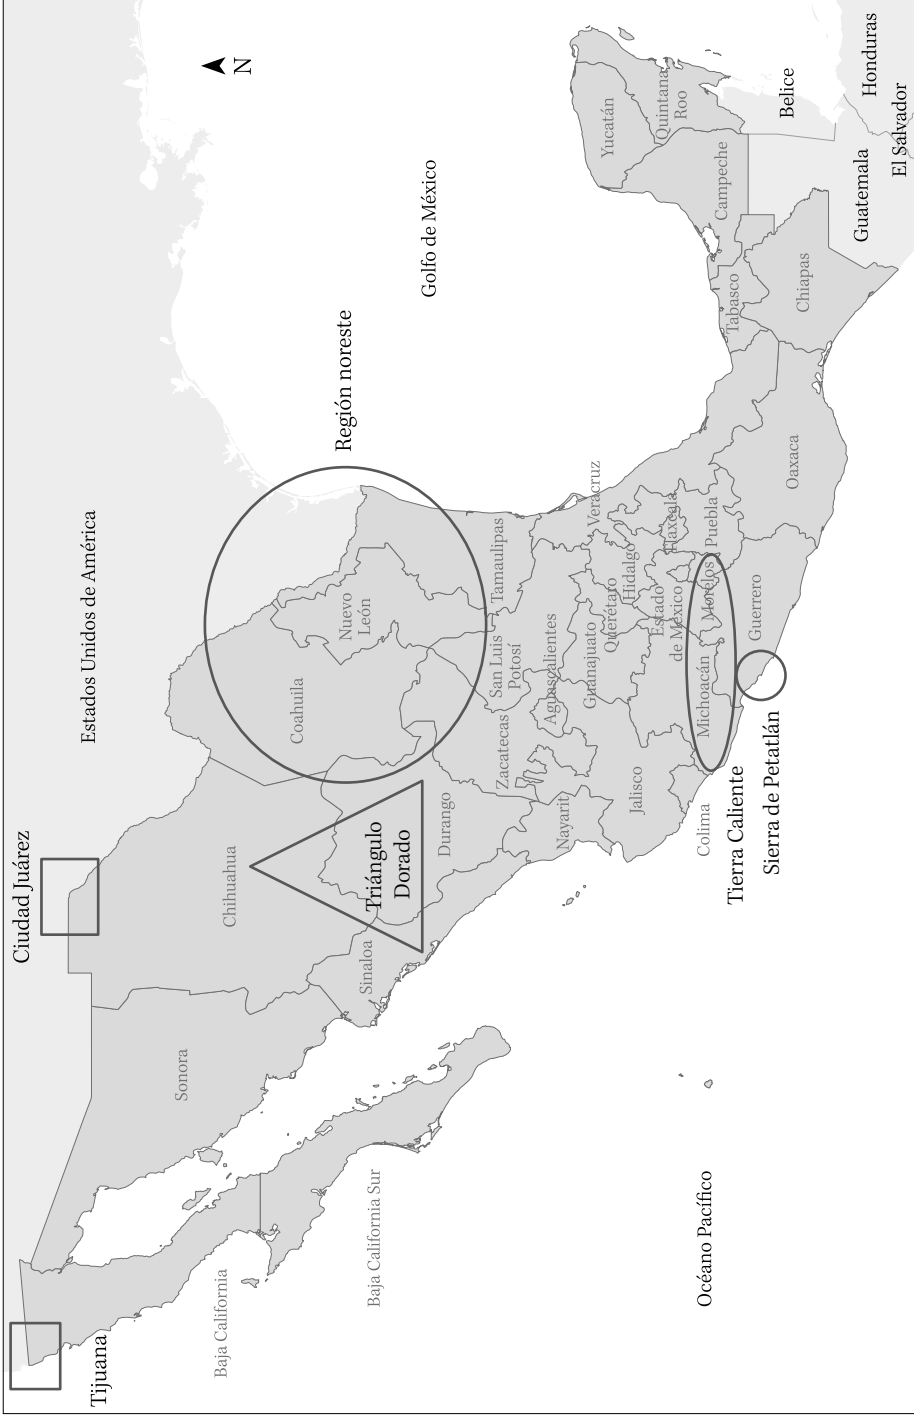 Tijuana
Ciudad Juárez
Estados Unidos de América
N
Baja California
Sonora
Chihuahua
Coahuila
Nuevo
León
Región noreste
Golfo de México
Baja California Sur
Sinaloa
Triángulo
Dorado
Durango
Zacatecas
San Luis
Potosí
Tamaulipas
Nayarit
Aguascalientes
Jalisco
Guanajuato
Querétaro
Hidalgo
Veracruz
Colima
Michoacán
Estado
de México
Morelos
Tlaxcala
Puebla
Tierra Caliente
Sierra de Petatlán
Guerrero
Oaxaca
Tabasco
Chiapas
Campeche
Yucatán
Quintana
Roo
Belice
Guatemala
Honduras
El Salvador
Océano Pacífico